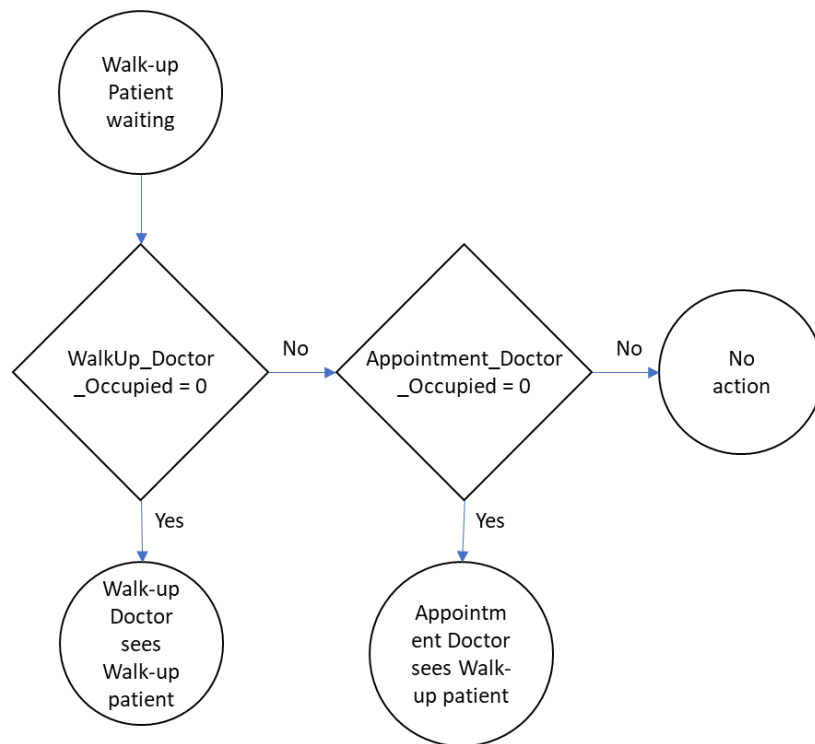 Walk-up
Patient
waiting
WalkUp_Doctor
_Occupied = 0
No
Appointment_Doctor
_Occupied = 0
No
No
action
Yes
Walk-up
Doctor
sees
Walk-up
patient
Yes
Appointm
ent Doctor
sees Walk-
up patient